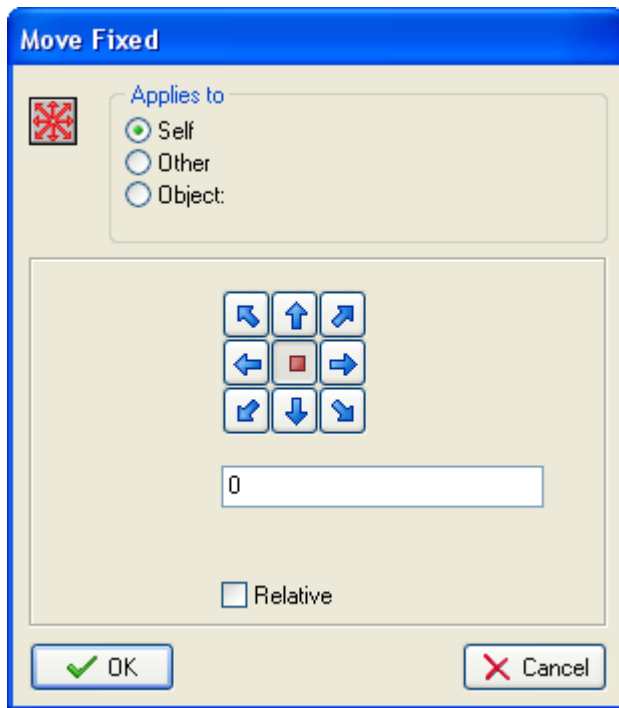 Move Fixed
Applies to
Self
Other
Object:
0
Relative
OK
Cancel